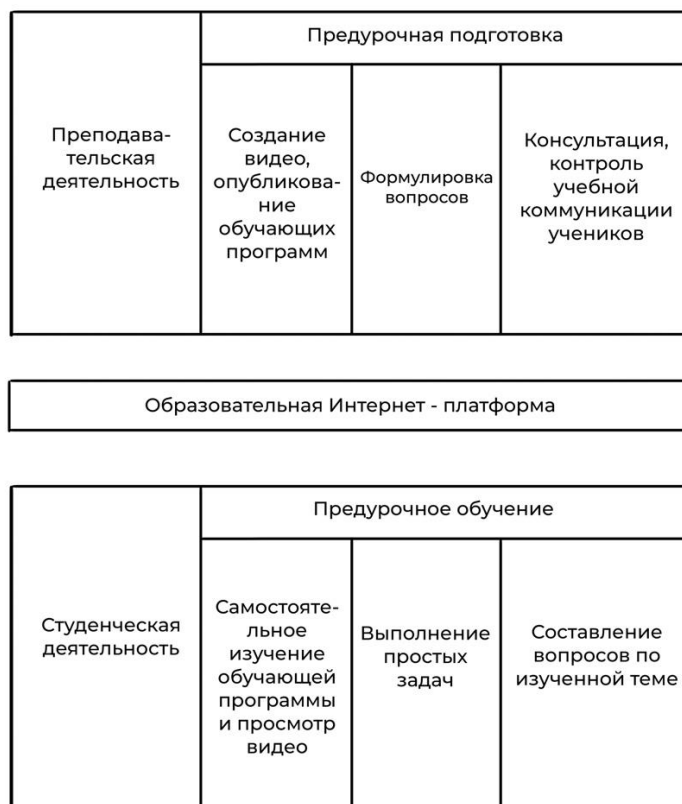 Предурочная подготовка
Преподава-
тельская
деятельность
Создание
видео,
опубликова-
ние
обучающих
программ
Формулировка
вопросов
Консультация,
контроль
учебной
коммуникации
учеников
Образовательная Интернет - платформа
Предурочное обучение
Студенческая
деятельность
Самостояте-
льное
изучение
обучающей
программы
и просмотр
видео
Выполнение
простых
задач
Составление
вопросов по
изученной теме